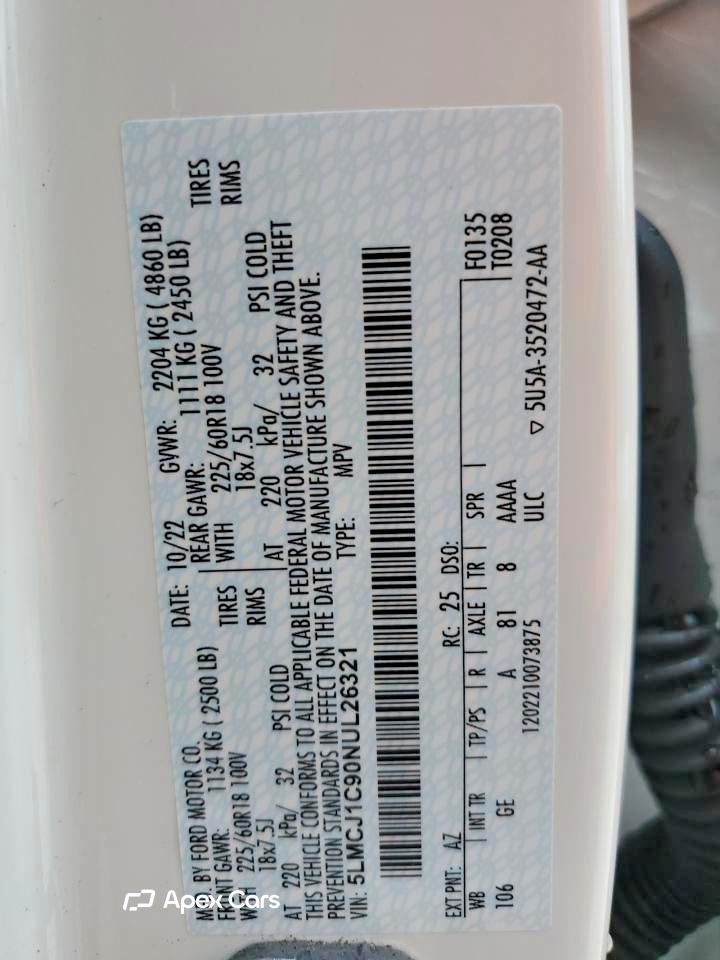 MFD. BY FORD MOTOR CO.
DATE: 10/22
GVWR: 2204 KG ( 4860 LB)
FRONT GAWR: 1134 KG ( 2500 LB)
REAR GAWR: 1111 KG ( 2450 LB)
WITH 225/60R18 100V TIRES
WITH 225/60R18 100V TIRES
18x7.5J RIMS
18x7.5J RIMS
AT 220 kPa/ 32 PSI COLD
AT 220 kPa/ 32 PSI COLD
THIS VEHICLE CONFORMS TO ALL APPLICABLE FEDERAL MOTOR VEHICLE SAFETY AND THEFT
PREVENTION STANDARDS IN EFFECT ON THE DATE OF MANUFACTURE SHOWN ABOVE.
VIN: 5LMCJ1C90NUL26321
TYPE: MPV
EXT PNT: AZ RC: 25 DSO: F0135
WB INT TR TP/PS R AXLE TR SPR T0208
106 GE A 81 8 AAAA
1202210073875 ULC ▽ 5U5A-3520472-AA
Apex Cars